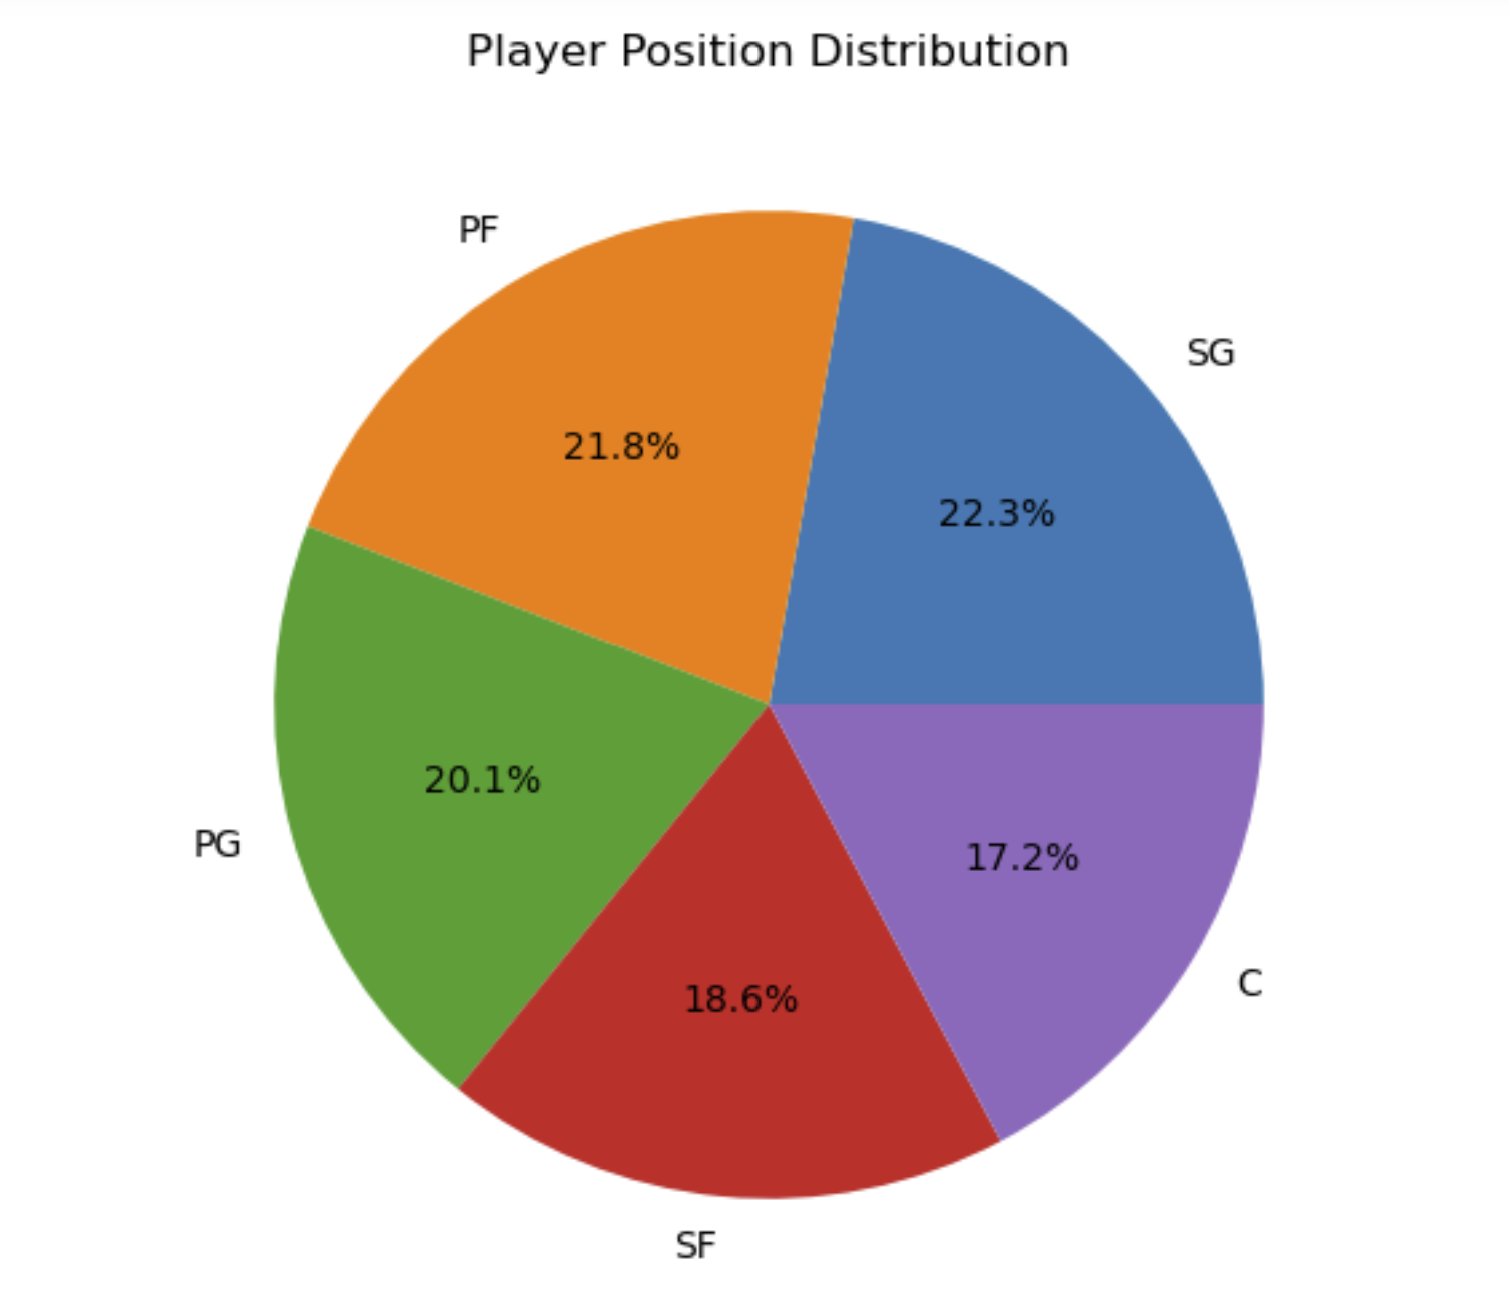 Player Position Distribution
PF
SG
21.8%
22.3%
20.1%
PG
17.2%
C
18.6%
SF